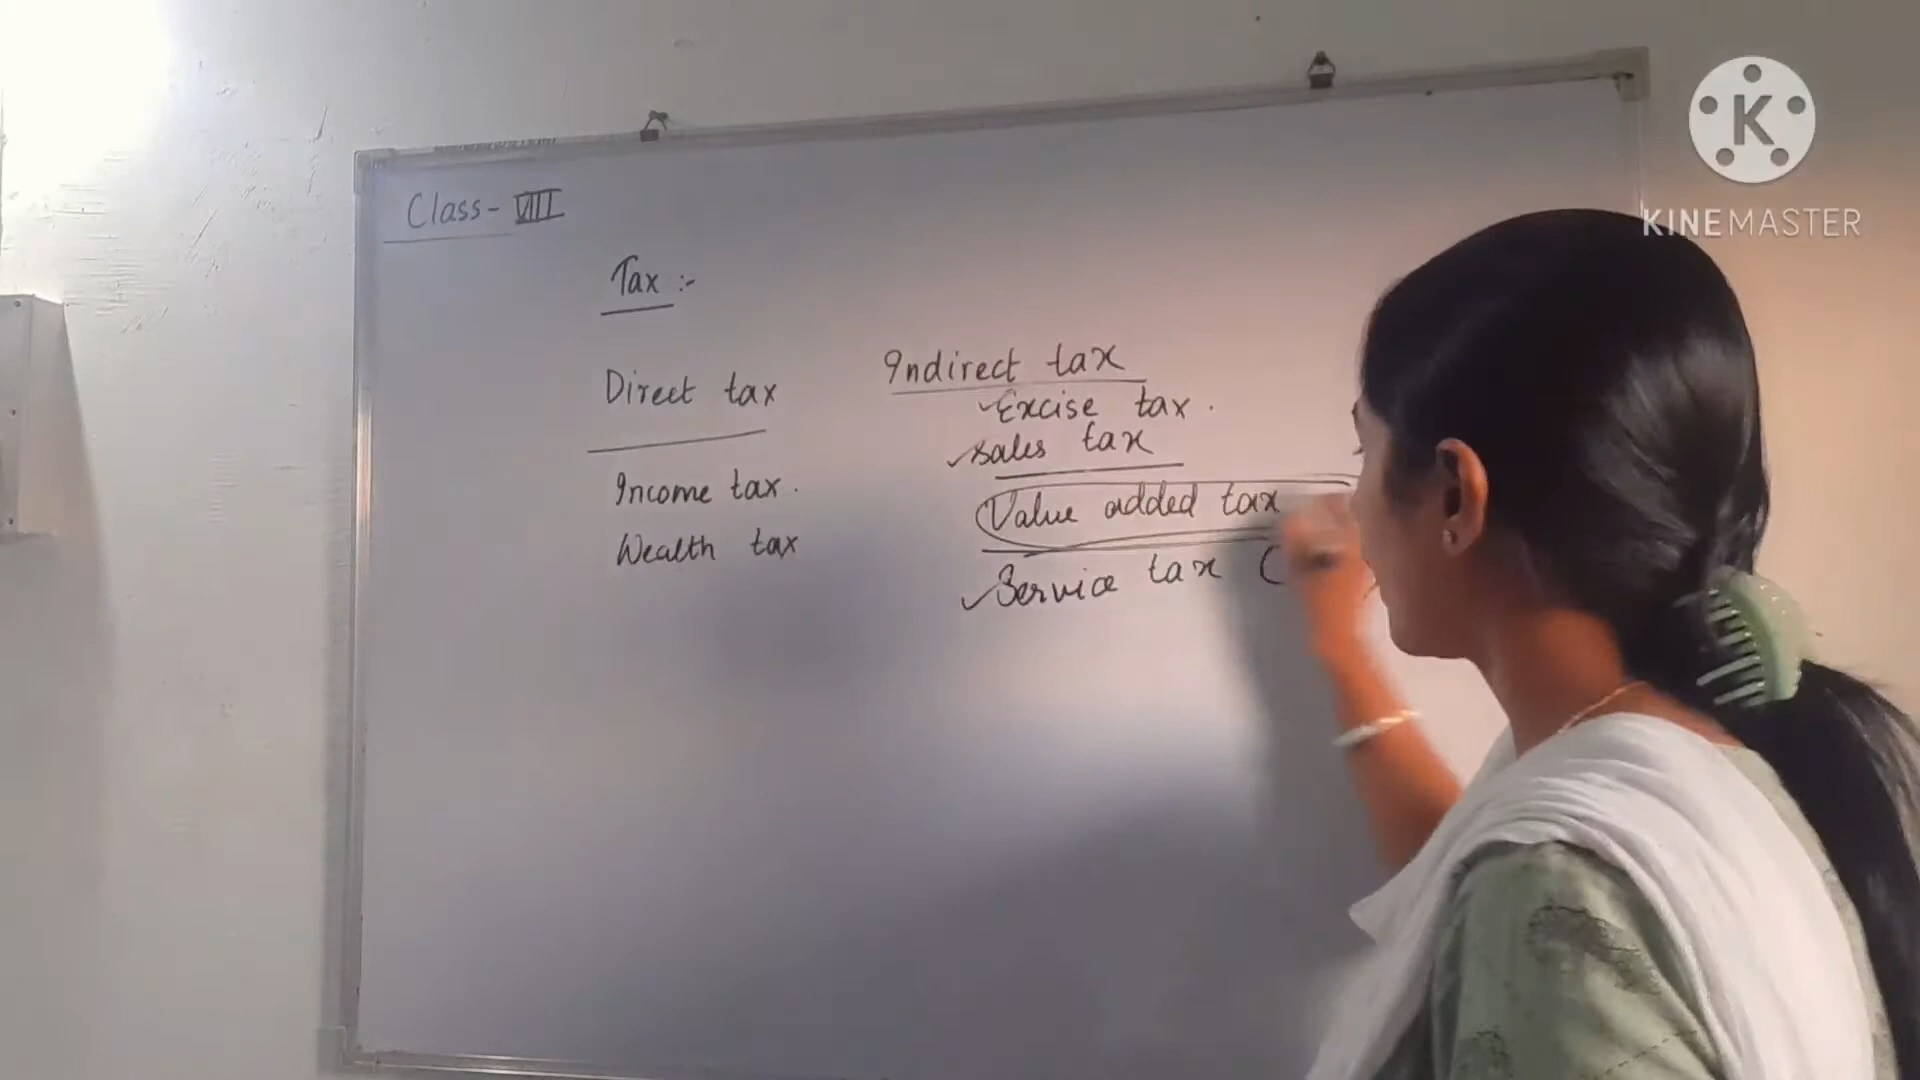 Class- VIII
Tax :-
Direct tax
Income tax.
Wealth tax
Indirect tax
Excise tax.
Sales tax
Value added tax
Service tax (
K
KINEMASTER